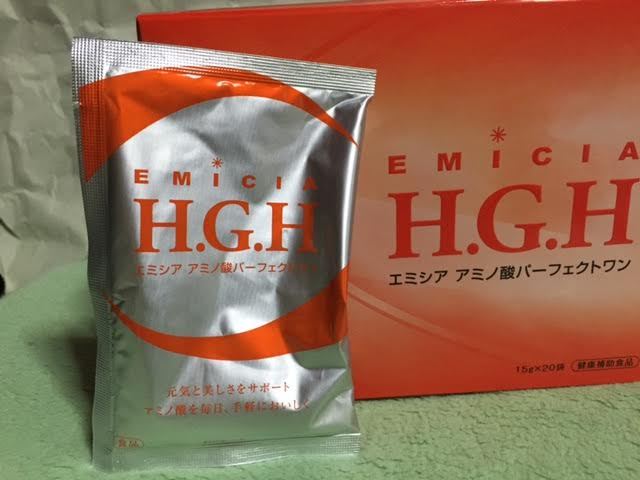 EMICIA
H.G.H
エミシア アミノ酸パーフェクトワン
元気と美しさをサポート
アミノ酸を毎日、手軽においしく
食品
EMICIA
H.G.H
エミシア アミノ酸パーフェクトワン
15g×20袋 健康補助食品